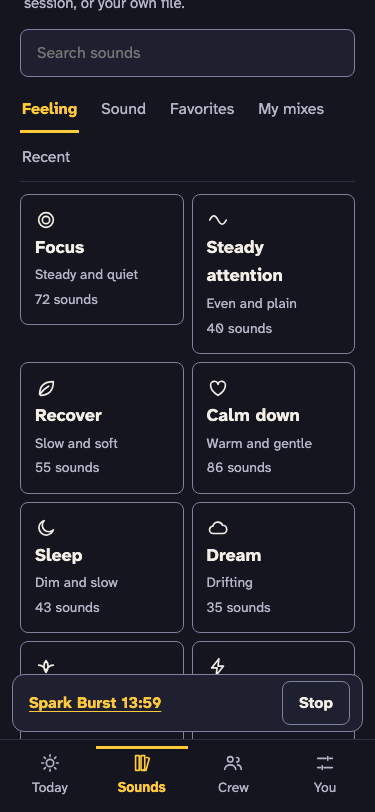 session, or your own file.
Search sounds
Feeling
Sound
Favorites
My mixes
Recent
Focus
Steady and quiet
72 sounds
Steady
attention
Even and plain
40 sounds
Recover
Slow and soft
55 sounds
Calm down
Warm and gentle
86 sounds
Sleep
Dim and slow
43 sounds
Dream
Drifting
35 sounds
Spark Burst 13:59
Stop
Today
Sounds
Crew
You